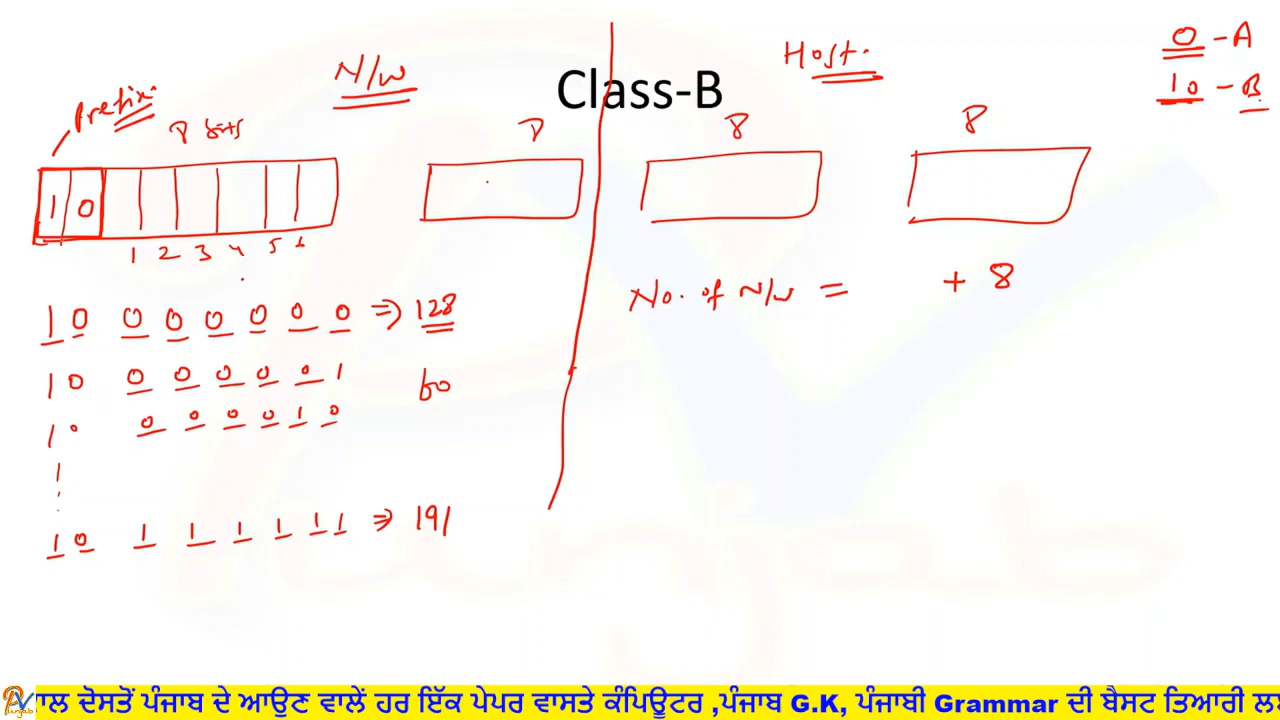 N/w
Host.
0 - A
Class-B
10 - B
prefix
8 bits
8
8
8
1 0
1 2 3 4 5 6
No. of N/w = + 8
1 0 0 0 0 0 0 0 ⇒ 128
1 0 0 0 0 0 0 1
1 0 0 0 0 0 1 0
1 0 1 1 1 1 1 1 ⇒ 191
ਾਲ ਦੋਸਤੋਂ ਪੰਜਾਬ ਦੇ ਆਉਣ ਵਾਲੇਂ ਹਰ ਇੱਕ ਪੇਪਰ ਵਾਸਤੇ ਕੰਪਿਊਟਰ ,ਪੰਜਾਬ G.K, ਪੰਜਾਬੀ Grammar ਦੀ ਬੈਸਟ ਤਿਆਰੀ ਲਈ